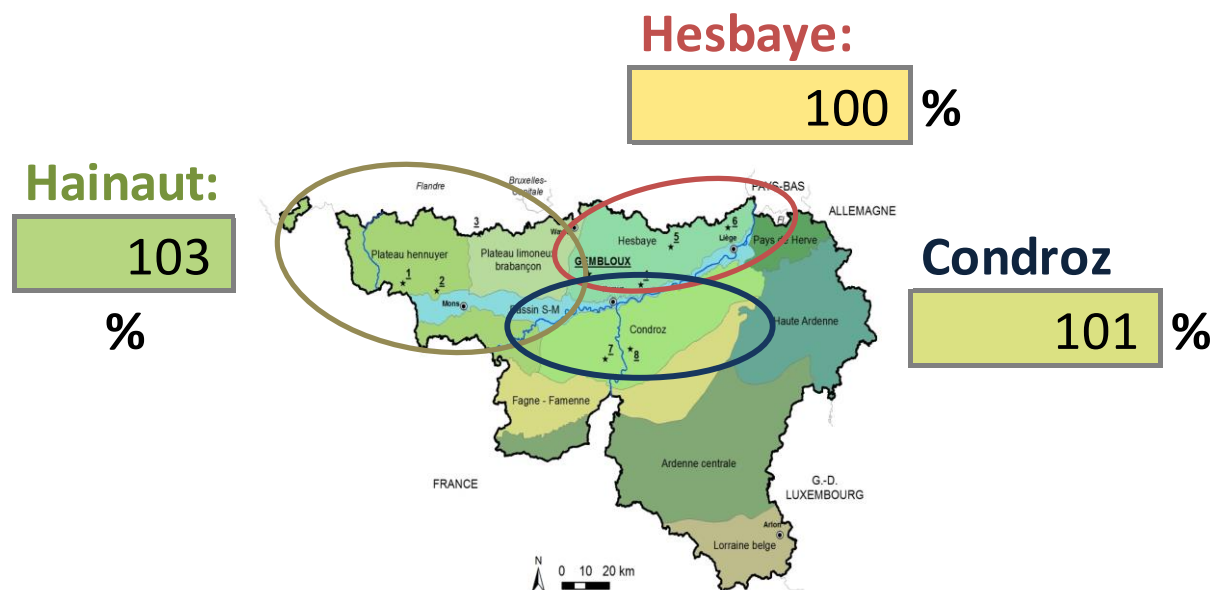 Hesbaye:
100 %
Hainaut:
103
%
Condroz
101 %
Flandre
Bruxelles-
Capitale
PAYS-BAS
ALLEMAGNE
3
6
5
Liège
Hesbaye
Pays de Herve
Plateau hennuyer
Plateau limoneux
brabançon
GEMBLOUX
1
2
Mons
Bassin S-M
Haute Ardenne
Condroz
7
8
Fagne - Famenne
Ardenne centrale
FRANCE
G.-D.
LUXEMBOURG
Arlon
Lorraine belge
N
0 10 20 km